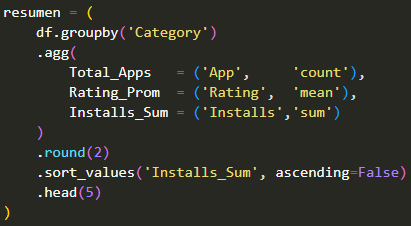 resumen = (
    df.groupby('Category')
    .agg(
        Total_Apps   = ('App',     'count'),
        Rating_Prom  = ('Rating',  'mean'),
        Installs_Sum = ('Installs','sum')
    )
    .round(2)
    .sort_values('Installs_Sum', ascending=False)
    .head(5)
)